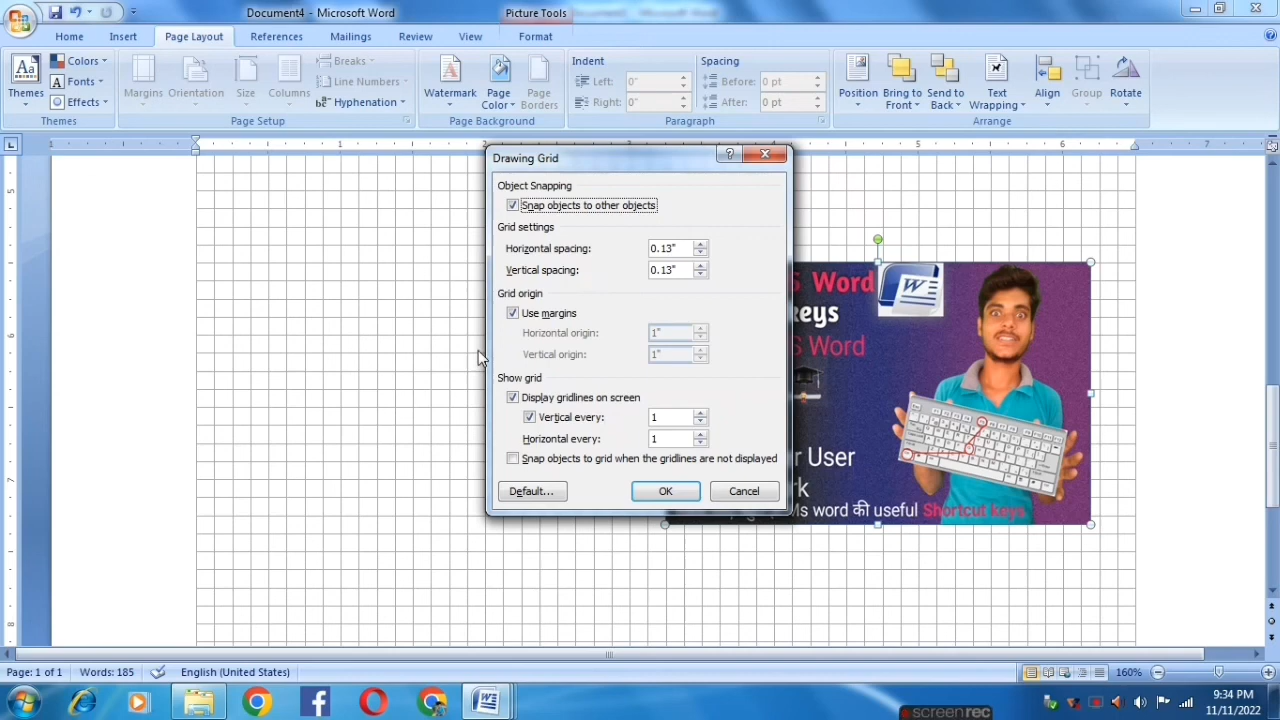 Document4 - Microsoft Word
Picture Tools
Home
Insert
Page Layout
References
Mailings
Review
View
Format
Aa
Themes
Colors
Fonts
Effects
Themes
Margins
Orientation
Size
Columns
Breaks
Line Numbers
Hyphenation
Page Setup
Watermark
Page Color
Page Borders
Page Background
Indent
Left: 0"
Right: 0"
Spacing
Before: 0 pt
After: 0 pt
Paragraph
Position
Bring to Front
Send to Back
Text Wrapping
Align
Group
Rotate
Arrange
Drawing Grid
Object Snapping
Snap objects to other objects
Grid settings
Horizontal spacing: 0.13"
Vertical spacing: 0.13"
Grid origin
Use margins
Horizontal origin: 1"
Vertical origin: 1"
Show grid
Display gridlines on screen
Vertical every: 1
Horizontal every: 1
Snap objects to grid when the gridlines are not displayed
Default...
OK
Cancel
S Word
keys
S Word
User
Ms word की useful Shortcut keys
Page: 1 of 1
Words: 185
English (United States)
160%
9:34 PM
11/11/2022
screenrec